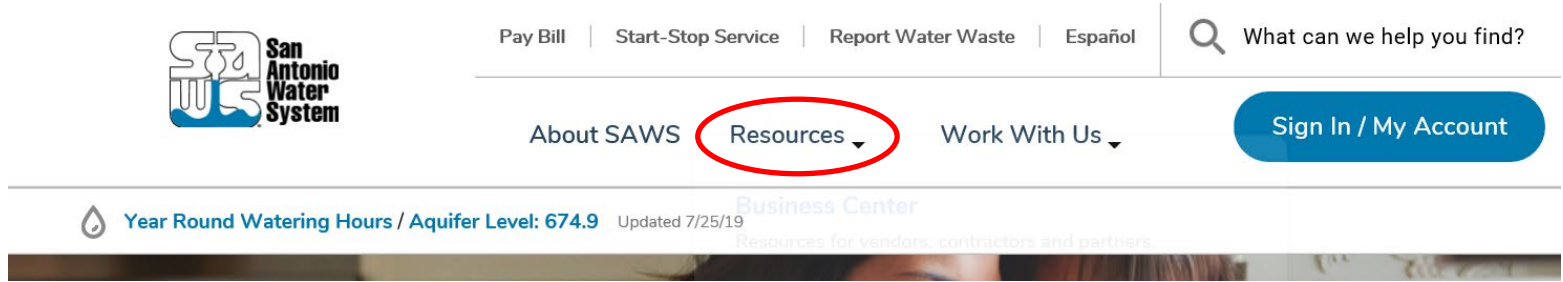 San
Antonio
Water
System
Pay Bill | Start-Stop Service | Report Water Waste | Español
What can we help you find?
About SAWS Resources Work With Us
Sign In / My Account
Year Round Watering Hours / Aquifer Level: 674.9 Updated 7/25/19
Business Center
Resources for vendors, contractors and partners.